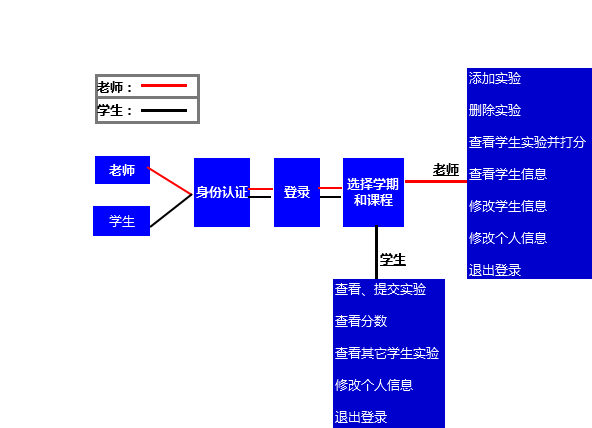 老师：
学生：
老师
学生
身份认证
登录
选择学期
和课程
老师
添加实验
删除实验
查看学生实验并打分
查看学生信息
修改学生信息
修改个人信息
退出登录
学生
查看、提交实验
查看分数
查看其它学生实验
修改个人信息
退出登录